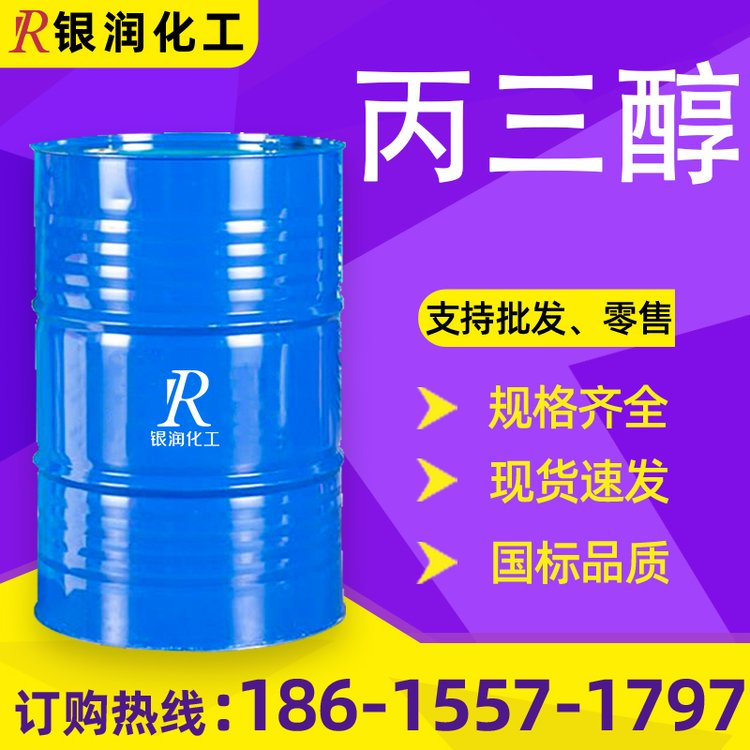 R银润化工
丙三醇
支持批发、零售
规格齐全
现货速发
国标品质
R
银润化工
订购热线:186-1557-1797